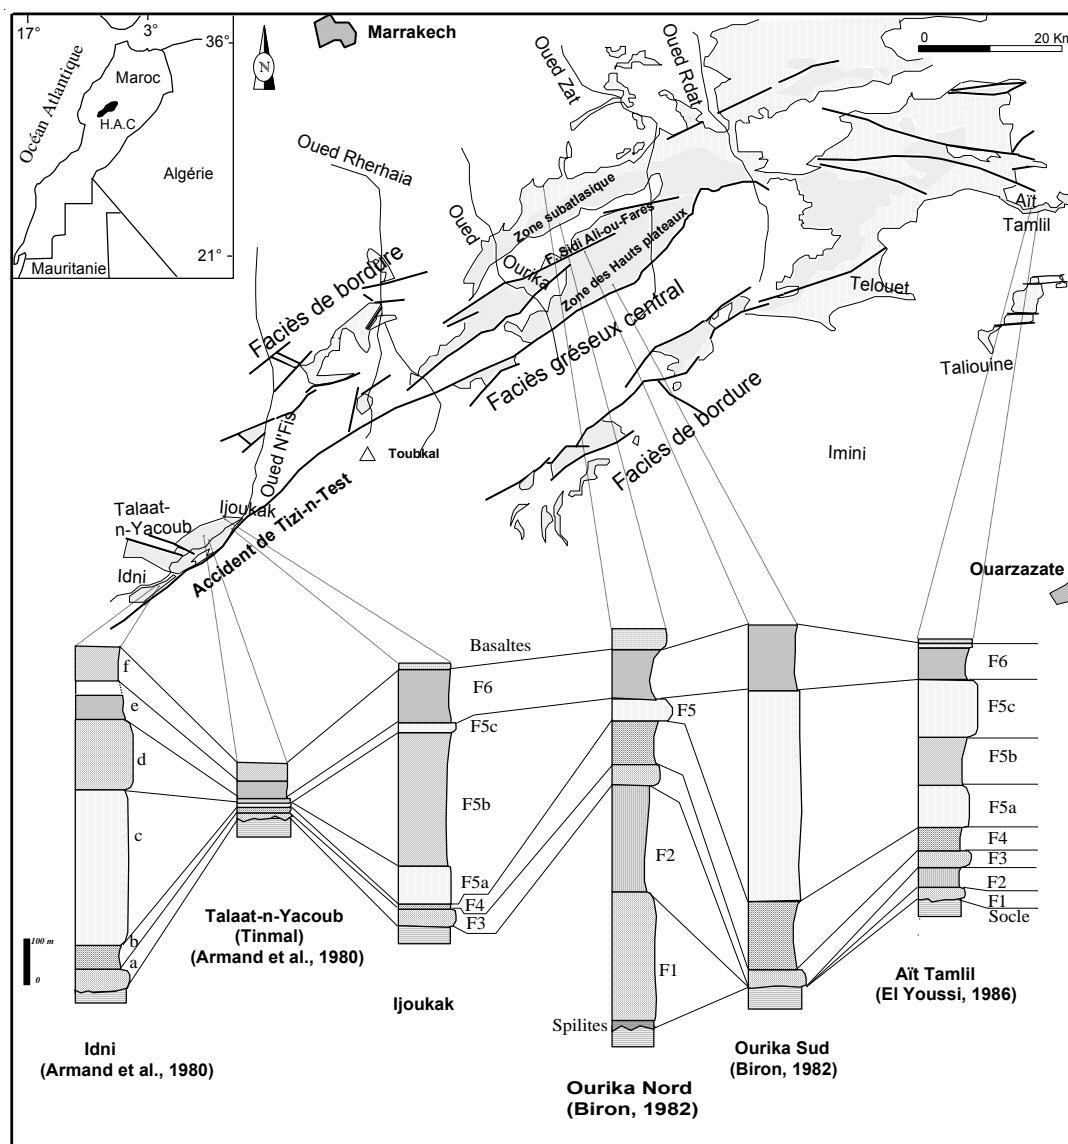 17°
3°
36°
Océan Atlantique
Maroc
H.A.C
Algérie
21°
Mauritanie
N
Marrakech
0 20 Km
Oued Zat
Oued Rdat
Oued Rherhaia
Oued
Ourika
Zone subatlasique
F. Sidi Ali-ou-Fares
Zone des Hauts plateaux
Aït
Tamlil
Telouet
Taliouine
Faciès de bordure
Faciès gréseux central
Faciès de bordure
Imini
Oued N'Fis
Toubkal
Talaat-
n-Yacoub
Ijoukak
Idni
Accident de Tizi-n-Test
Ouarzazate
f
e
d
c
b
a
Basaltes
F6
F5c
F5b
F5a
F4
F3
F5
F2
F1
Spilites
F6
F5c
F5b
F5a
F4
F3
F2
F1
Socle
100 m
0
Idni
(Armand et al., 1980)
Talaat-n-Yacoub
(Tinmal)
(Armand et al., 1980)
Ijoukak
Ourika Nord
(Biron, 1982)
Ourika Sud
(Biron, 1982)
Aït Tamlil
(El Youssi, 1986)